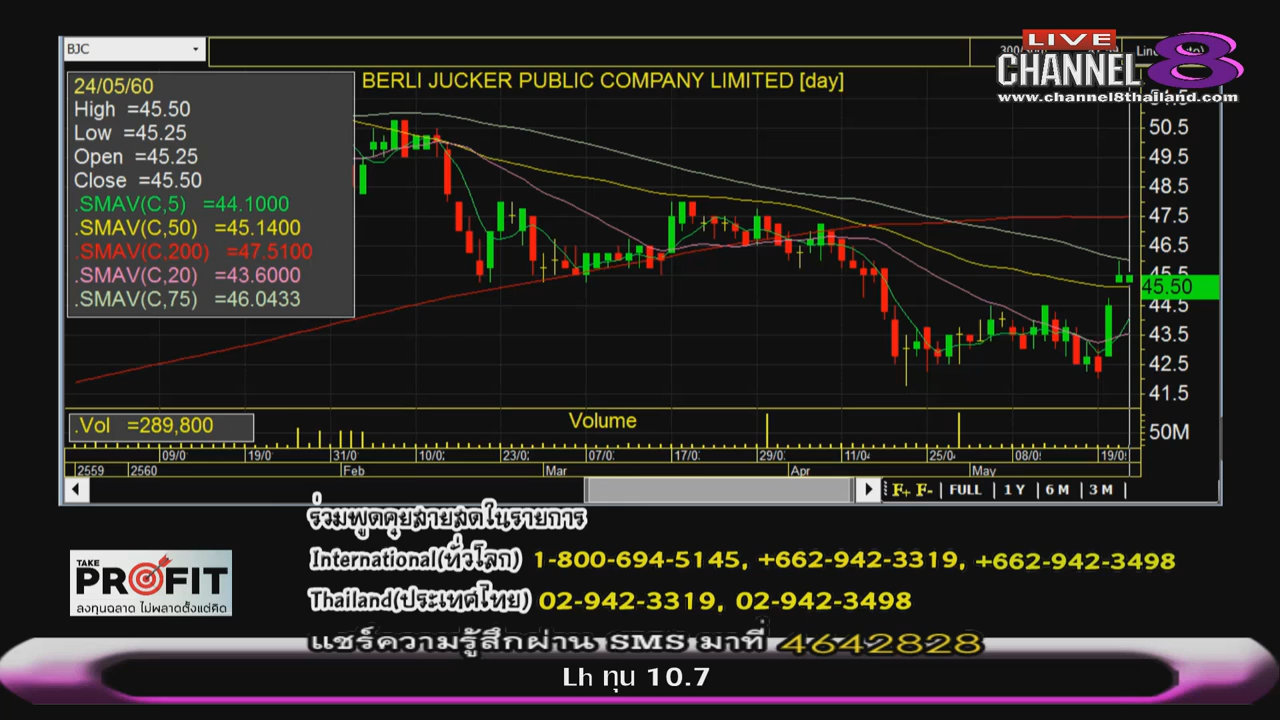 BJC
LIVE
CHANNEL 8
www.channel8thailand.com
24/05/60
High =45.50
Low =45.25
Open =45.25
Close =45.50
.SMAV(C,5) =44.1000
.SMAV(C,50) =45.1400
.SMAV(C,200) =47.5100
.SMAV(C,20) =43.6000
.SMAV(C,75) =46.0433
BERLI JUCKER PUBLIC COMPANY LIMITED [day]
50.5
49.5
48.5
47.5
46.5
45.5
45.50
44.5
43.5
42.5
41.5
.Vol =289,800
Volume
50M
09/0 19/0 31/0 10/0 23/0 07/0 17/0 29/0 11/0 25/0 08/0 19/0
2559 2560 Feb Mar Apr May
F+ F- FULL 1 Y 6 M 3 M
ร่วมพูดคุยสายสดในรายการ
International(ทั่วโลก) 1-800-694-5145, +662-942-3319, +662-942-3498
TAKE
PROFIT
ลงทุนฉลาด ไม่พลาดตั้งแต่คิด
Thailand(ประเทศไทย) 02-942-3319, 02-942-3498
แชร์ความรู้สึกผ่าน SMS มาที่ 4642828
Lh ทุน 10.7